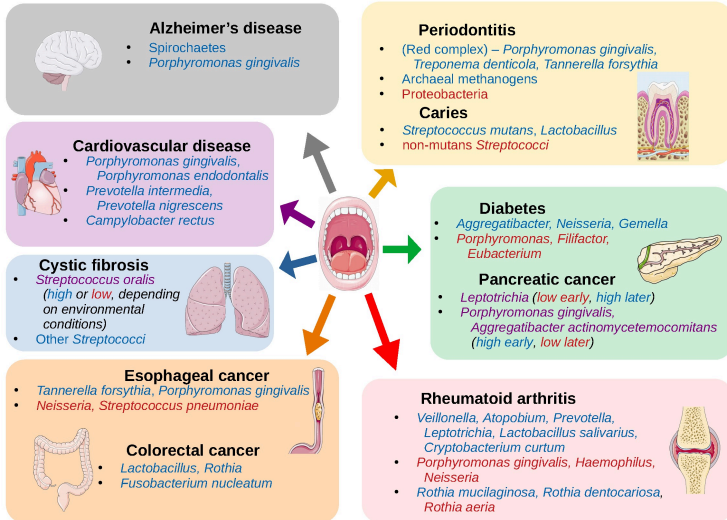 Alzheimer's disease
• Spirochaetes
• Porphyromonas gingivalis
Periodontitis
• (Red complex) – Porphyromonas gingivalis,
Treponema denticola, Tannerella forsythia
• Archaeal methanogens
• Proteobacteria
Caries
• Streptococcus mutans, Lactobacillus
• non-mutans Streptococci
Cardiovascular disease
• Porphyromonas gingivalis,
Porphyromonas endodontalis
• Prevotella intermedia,
Prevotella nigrescens
• Campylobacter rectus
Diabetes
• Aggregatibacter, Neisseria, Gemella
• Porphyromonas, Filifactor,
Eubacterium
Pancreatic cancer
• Leptotrichia (low early, high later)
• Porphyromonas gingivalis,
Aggregatibacter actinomycetemocomitans
(high early, low later)
Cystic fibrosis
• Streptococcus oralis
(high or low, depending
on environmental
conditions)
• Other Streptococci
Esophageal cancer
• Tannerella forsythia, Porphyromonas gingivalis
• Neisseria, Streptococcus pneumoniae
Colorectal cancer
• Lactobacillus, Rothia
• Fusobacterium nucleatum
Rheumatoid arthritis
• Veillonella, Atopobium, Prevotella,
Leptotrichia, Lactobacillus salivarius,
Cryptobacterium curtum
• Porphyromonas gingivalis, Haemophilus,
Neisseria
• Rothia mucilaginosa, Rothia dentocariosa,
Rothia aeria